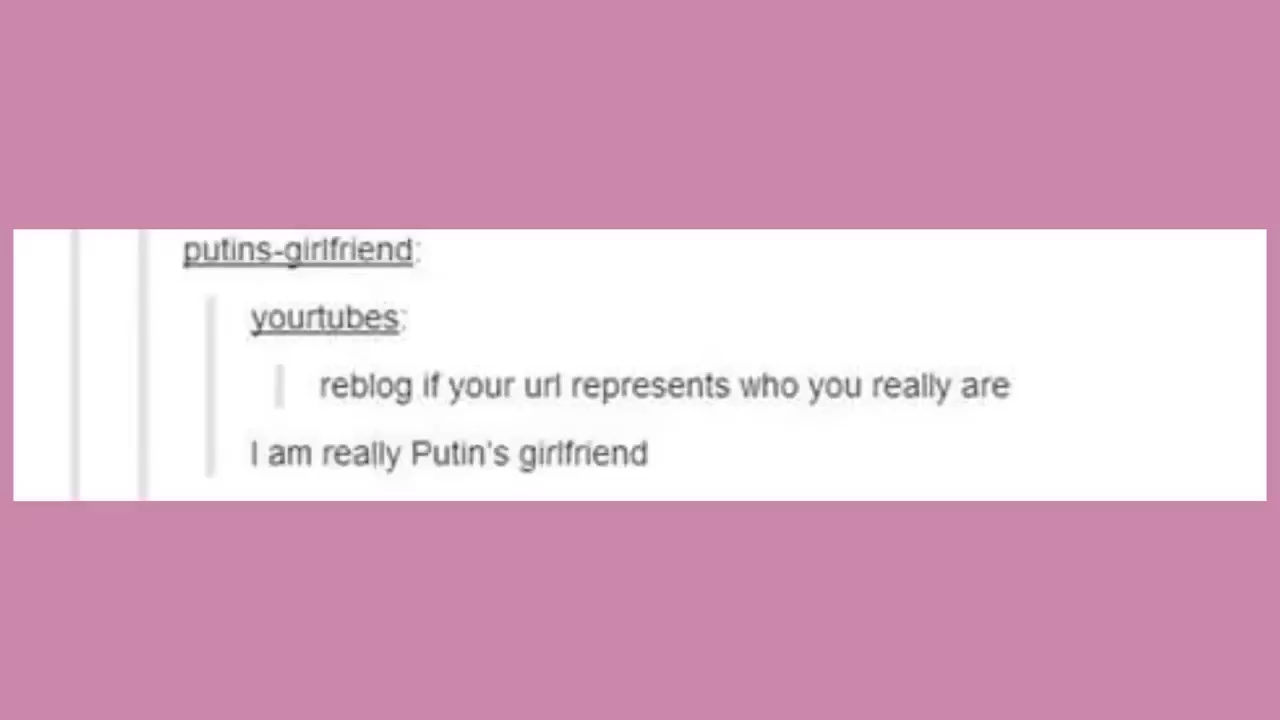 putins-girlfriend:
yourtubes:
reblog if your url represents who you really are
I am really Putin's girlfriend